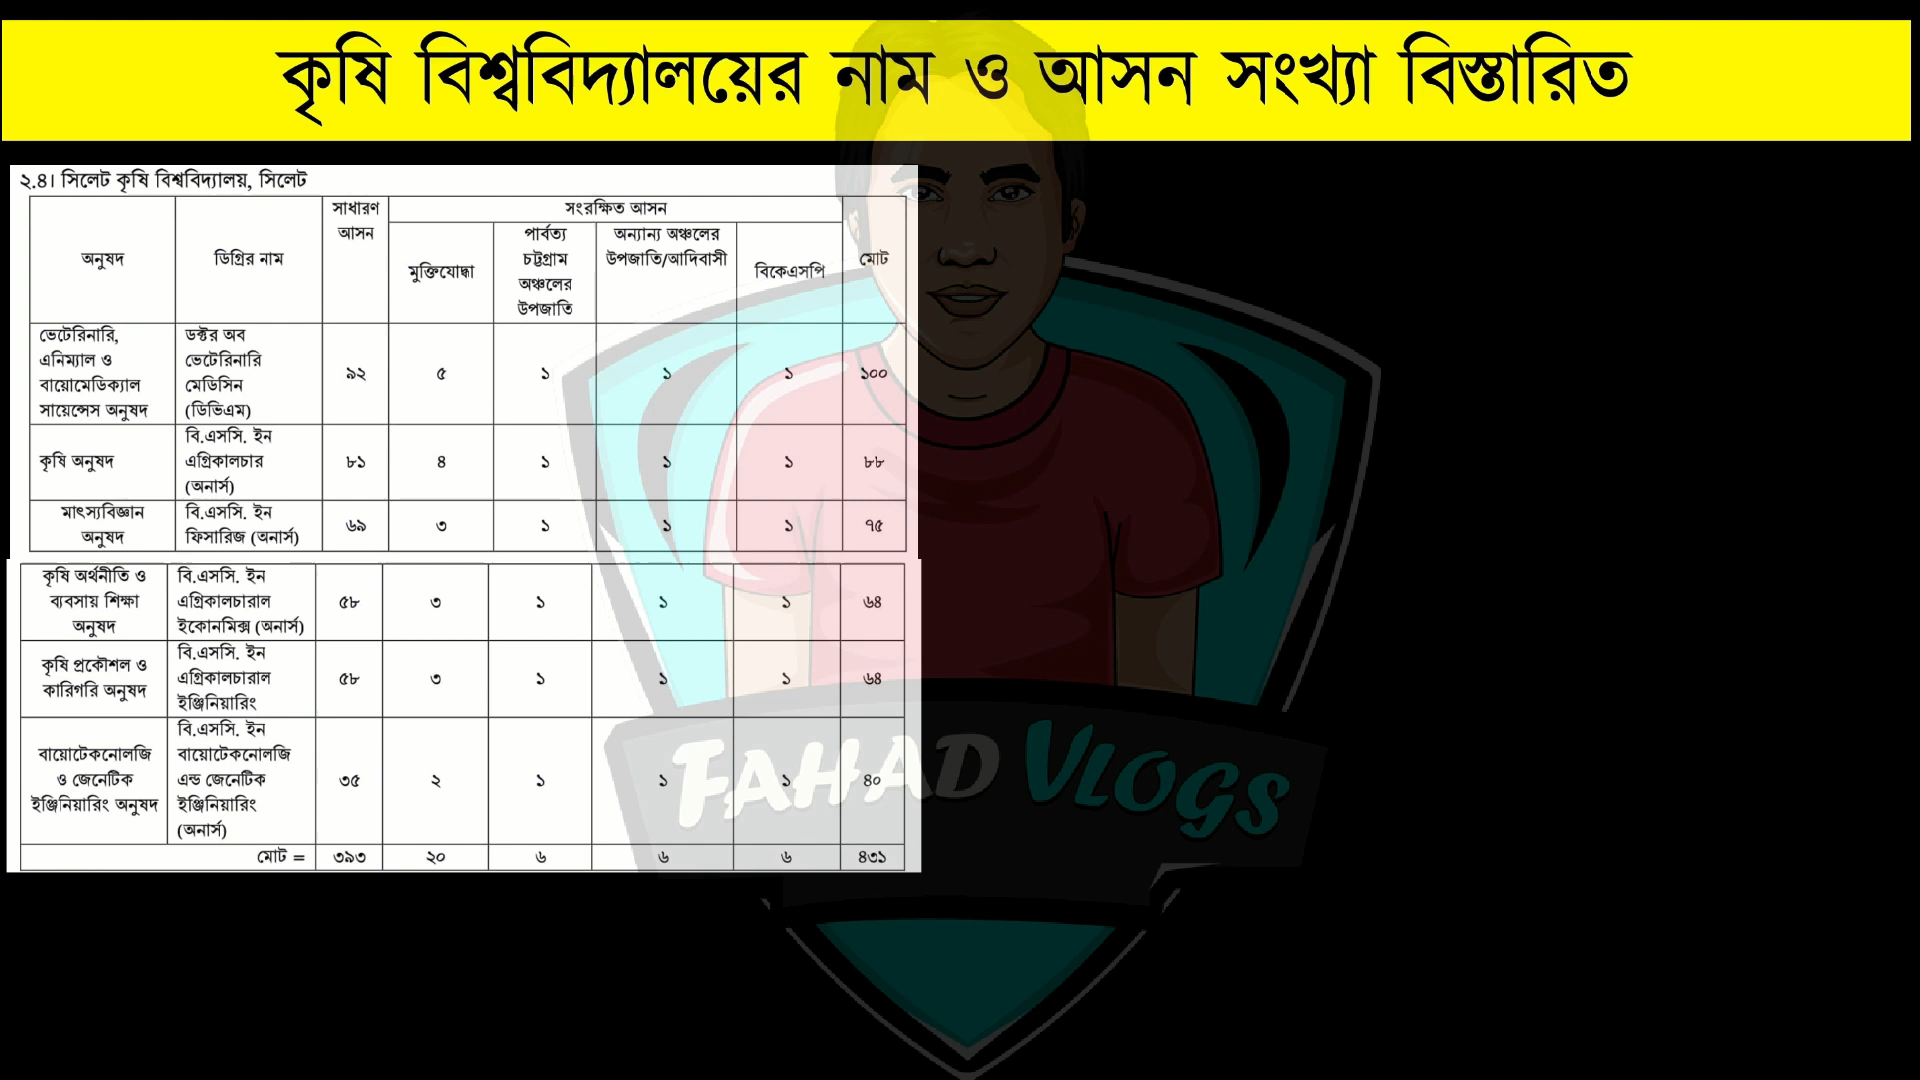 কৃষি বিশ্ববিদ্যালয়ের নাম ও আসন সংখ্যা বিস্তারিত
২.৪। সিলেট কৃষি বিশ্ববিদ্যালয়, সিলেট
অনুষদ
ডিগ্রির নাম
সাধারণ
আসন
সংরক্ষিত আসন
মুক্তিযোদ্ধা
পার্বত্য
চট্টগ্রাম
অঞ্চলের
উপজাতি
অন্যান্য অঞ্চলের
উপজাতি/আদিবাসী
বিকেএসপি
মোট
ভেটেরিনারি,
এনিম্যাল ও
বায়োমেডিক্যাল
সায়েন্সেস অনুষদ
ডক্টর অব
ভেটেরিনারি
মেডিসিন
(ডিভিএম)
৯২ ৫ ১ ১ ১ ১০০
কৃষি অনুষদ
বি.এসসি. ইন
এগ্রিকালচার
(অনার্স)
৮১ ৪ ১ ১ ১ ৮৮
মাৎস্যবিজ্ঞান
অনুষদ
বি.এসসি. ইন
ফিসারিজ (অনার্স)
৬৯ ৩ ১ ১ ১ ৭৫
কৃষি অর্থনীতি ও
ব্যবসায় শিক্ষা
অনুষদ
বি.এসসি. ইন
এগ্রিকালচারাল
ইকোনমিক্স (অনার্স)
৫৮ ৩ ১ ১ ১ ৬৪
কৃষি প্রকৌশল ও
কারিগরি অনুষদ
বি.এসসি. ইন
এগ্রিকালচারাল
ইঞ্জিনিয়ারিং
৫৮ ৩ ১ ১ ১ ৬৪
বায়োটেকনোলজি
ও জেনেটিক
ইঞ্জিনিয়ারিং অনুষদ
বি.এসসি. ইন
বায়োটেকনোলজি
এন্ড জেনেটিক
ইঞ্জিনিয়ারিং
(অনার্স)
৩৫ ২ ১ ১ ১ ৪০
মোট = ৩৯৩ ২০ ৬ ৬ ৬ ৪৩১
FAHAD VLOGS